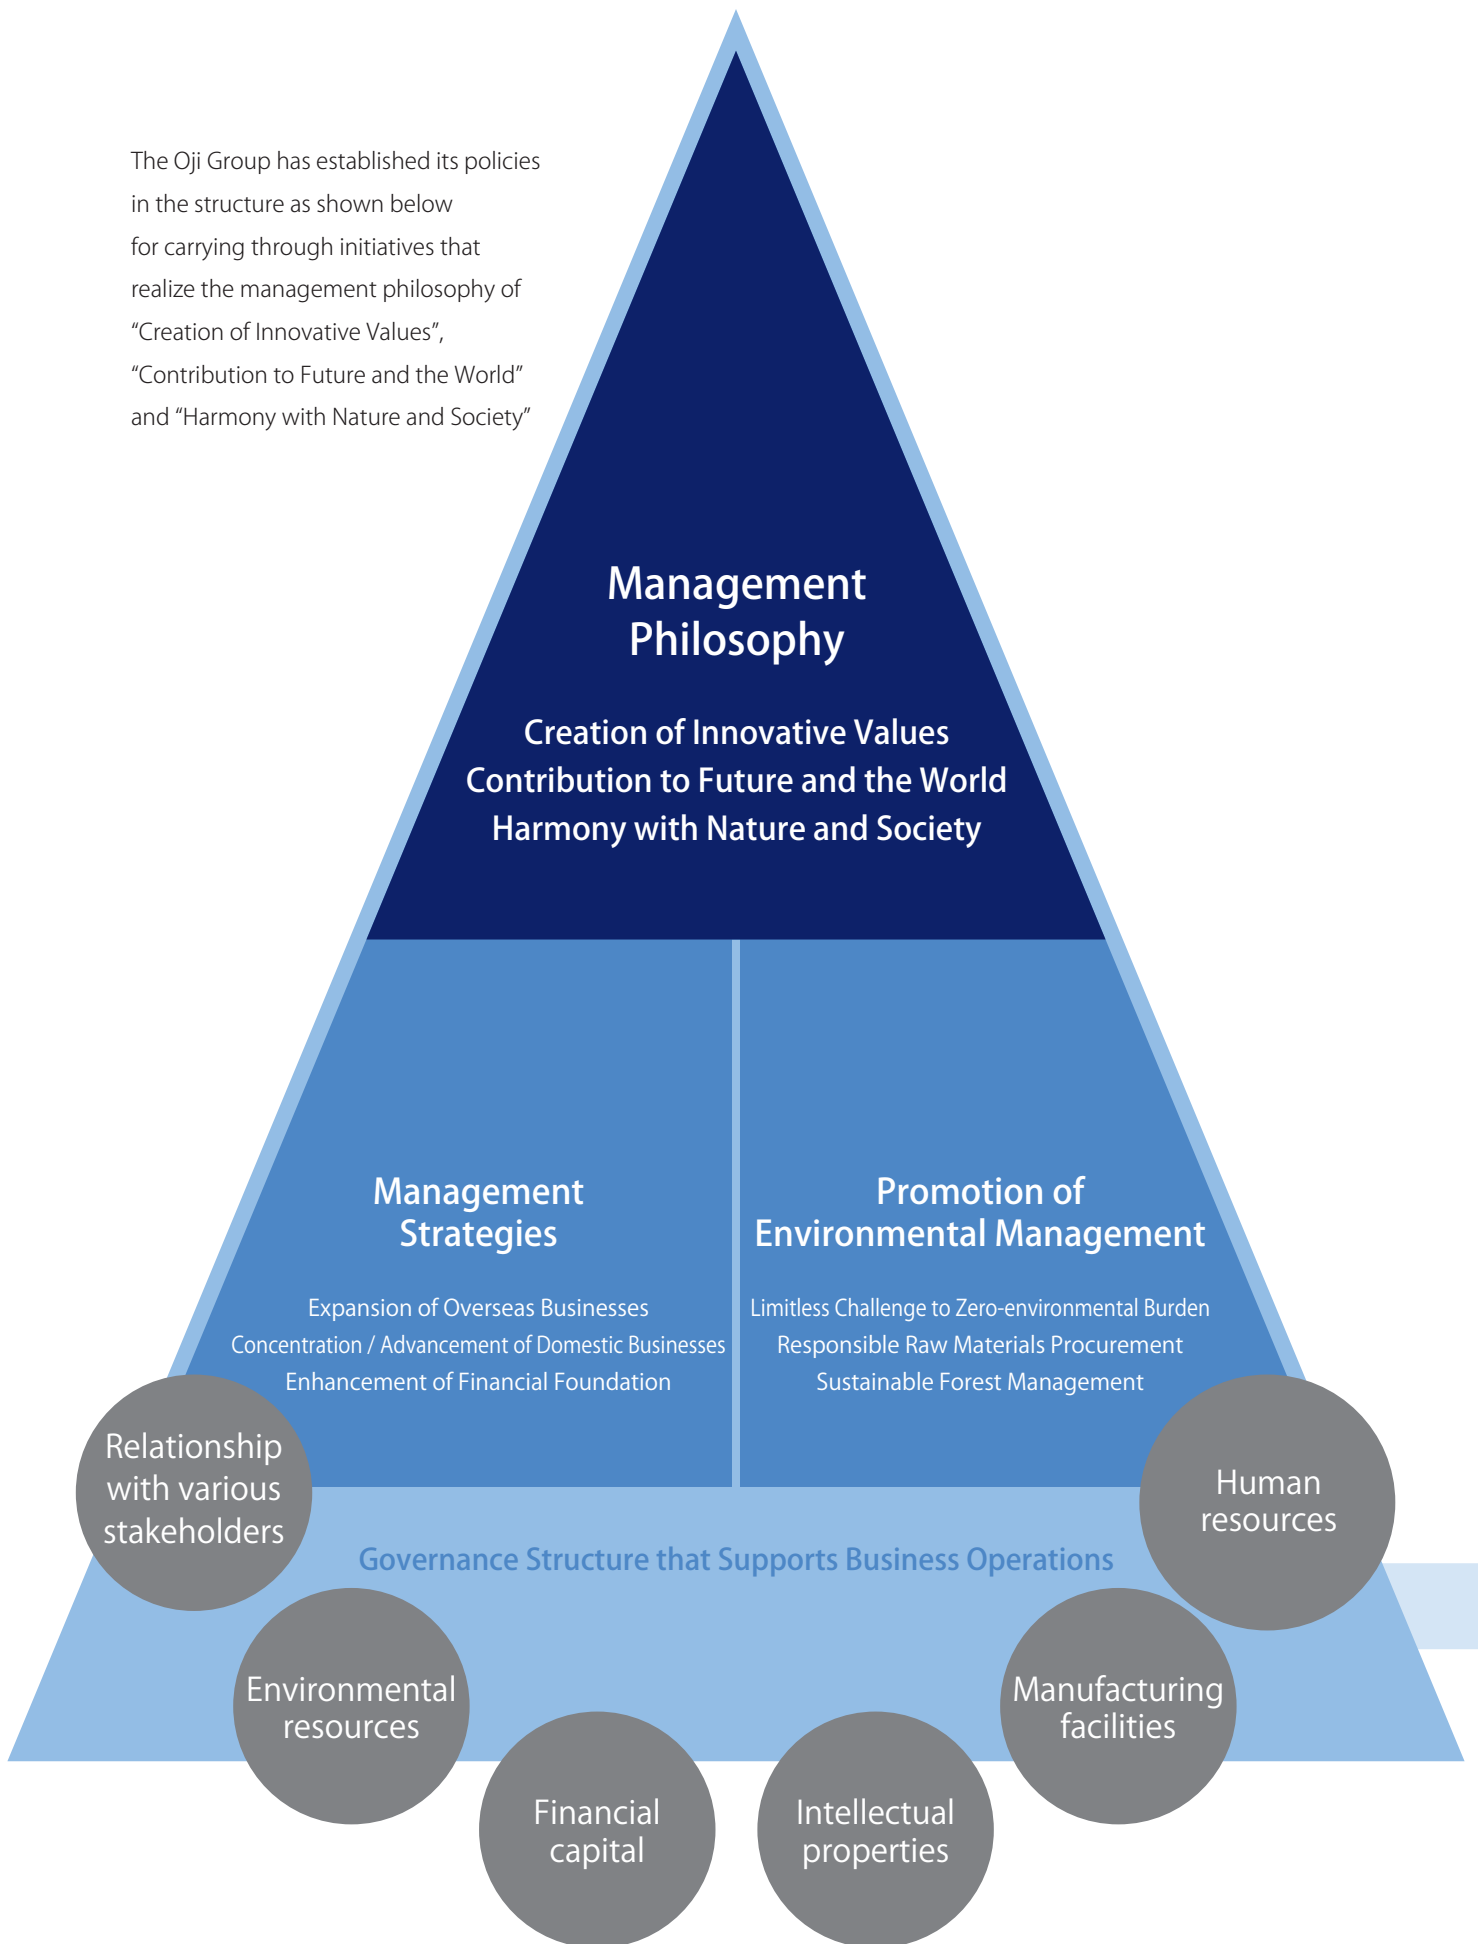 The Oji Group has established its policies
in the structure as shown below
for carrying through initiatives that
realize the management philosophy of
“Creation of Innovative Values”,
“Contribution to Future and the World”
and “Harmony with Nature and Society”
Management
Philosophy
Creation of Innovative Values
Contribution to Future and the World
Harmony with Nature and Society
Management
Strategies
Expansion of Overseas Businesses
Concentration / Advancement of Domestic Businesses
Enhancement of Financial Foundation
Promotion of
Environmental Management
Limitless Challenge to Zero-environmental Burden
Responsible Raw Materials Procurement
Sustainable Forest Management
Governance Structure that Supports Business Operations
Relationship
with various
stakeholders
Environmental
resources
Financial
capital
Intellectual
properties
Manufacturing
facilities
Human
resources